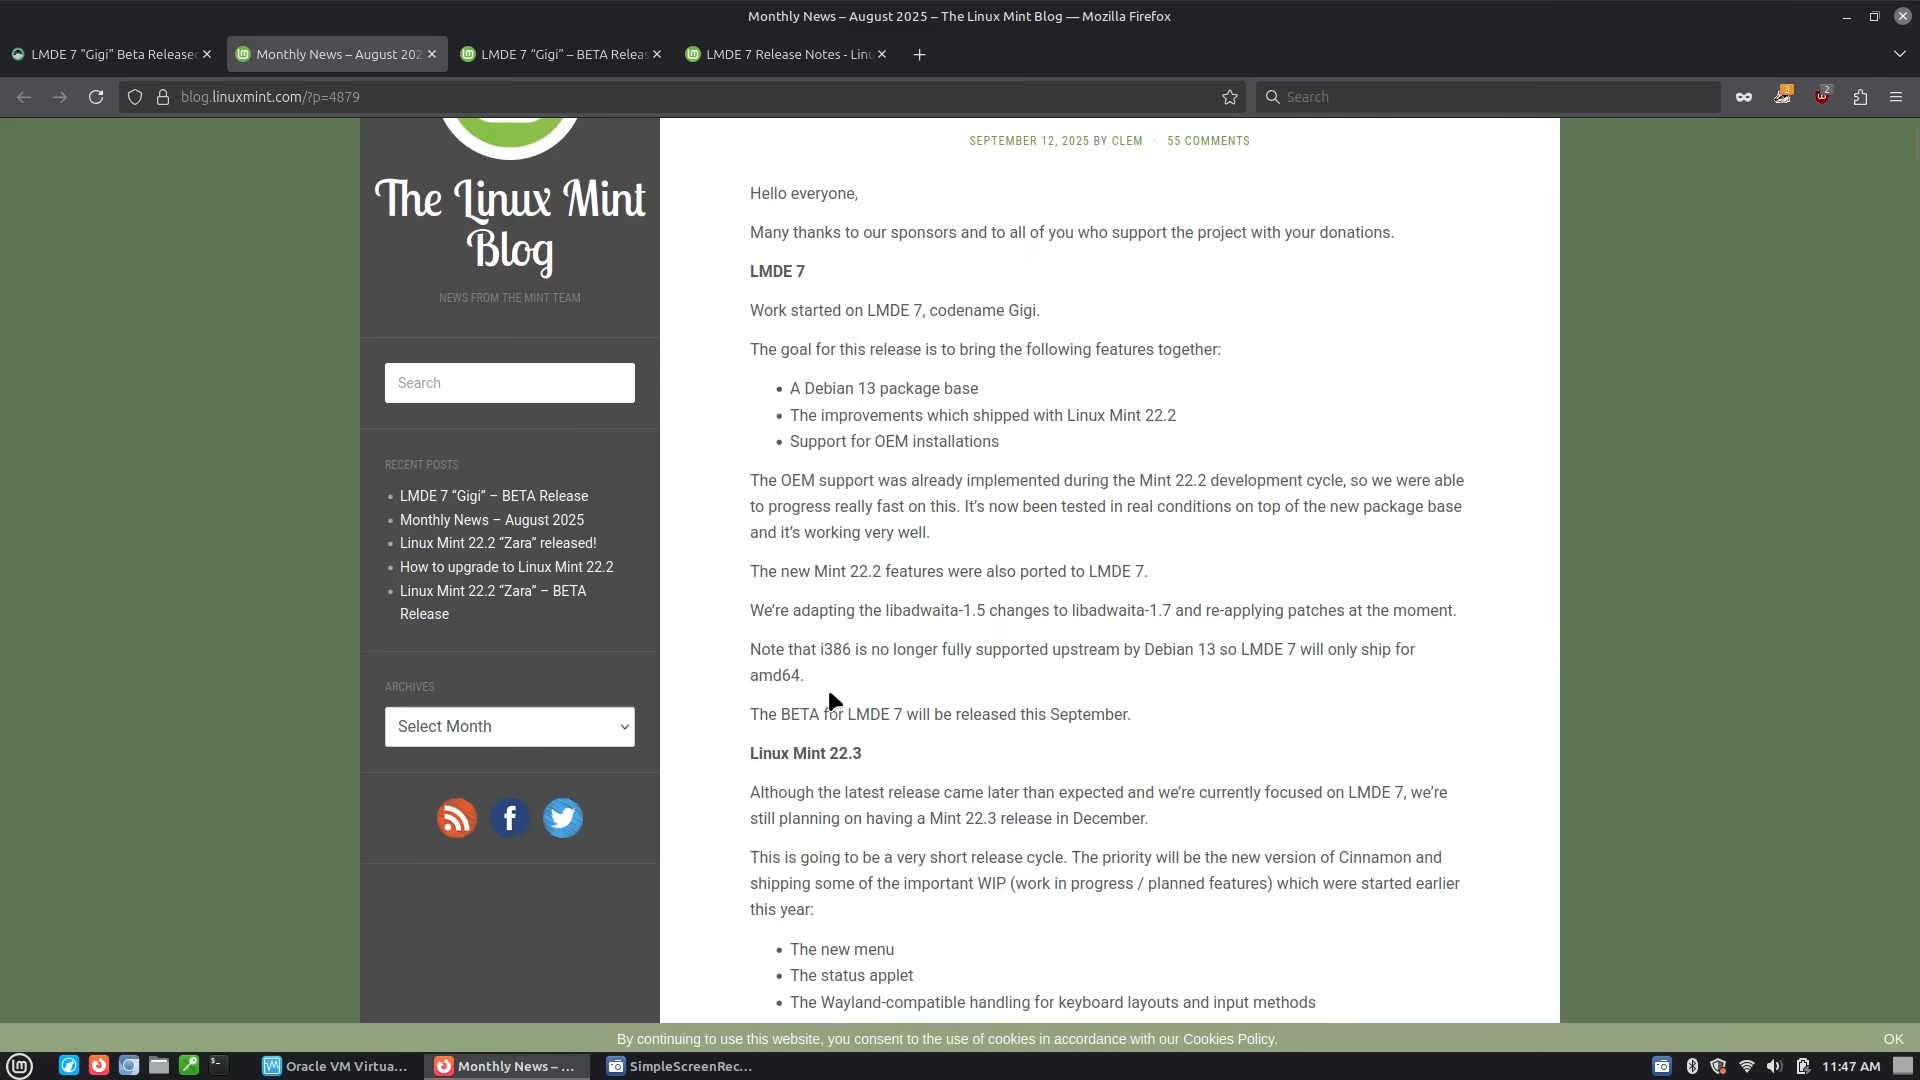 Monthly News – August 2025 – The Linux Mint Blog — Mozilla Firefox
LMDE 7 "Gigi" Beta Release
Monthly News – August 202
LMDE 7 “Gigi” – BETA Releas
LMDE 7 Release Notes - Lin
blog.linuxmint.com/?p=4879
Search
3
2
The Linux Mint
Blog
NEWS FROM THE MINT TEAM
Search
RECENT POSTS
LMDE 7 “Gigi” – BETA Release
Monthly News – August 2025
Linux Mint 22.2 “Zara” released!
How to upgrade to Linux Mint 22.2
Linux Mint 22.2 “Zara” – BETA
Release
ARCHIVES
Select Month
SEPTEMBER 12, 2025 BY CLEM · 55 COMMENTS
Hello everyone,
Many thanks to our sponsors and to all of you who support the project with your donations.
LMDE 7
Work started on LMDE 7, codename Gigi.
The goal for this release is to bring the following features together:
• A Debian 13 package base
• The improvements which shipped with Linux Mint 22.2
• Support for OEM installations
The OEM support was already implemented during the Mint 22.2 development cycle, so we were able
to progress really fast on this. It’s now been tested in real conditions on top of the new package base
and it’s working very well.
The new Mint 22.2 features were also ported to LMDE 7.
We’re adapting the libadwaita-1.5 changes to libadwaita-1.7 and re-applying patches at the moment.
Note that i386 is no longer fully supported upstream by Debian 13 so LMDE 7 will only ship for
amd64.
The BETA for LMDE 7 will be released this September.
Linux Mint 22.3
Although the latest release came later than expected and we’re currently focused on LMDE 7, we’re
still planning on having a Mint 22.3 release in December.
This is going to be a very short release cycle. The priority will be the new version of Cinnamon and
shipping some of the important WIP (work in progress / planned features) which were started earlier
this year:
• The new menu
• The status applet
• The Wayland-compatible handling for keyboard layouts and input methods
By continuing to use this website, you consent to the use of cookies in accordance with our Cookies Policy.
OK
Oracle VM Virtua...
Monthly News – ...
SimpleScreenRec...
11:47 AM